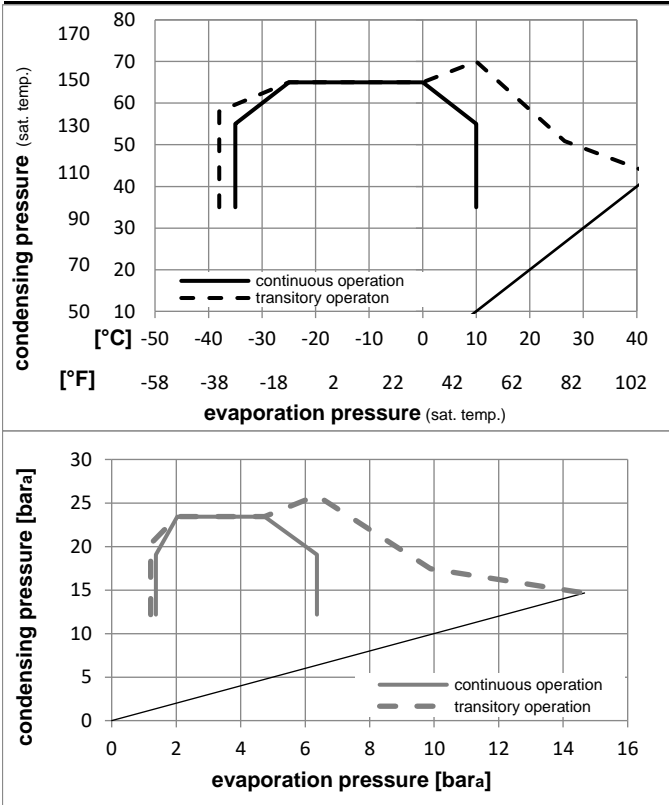 condensing pressure (sat. temp.)
170 80
70
150 60
130 50
110 40
90 30
70 20
50 10
continuous operation
transitory operaton
[°C] -50 -40 -30 -25 -10 0 10 20 30 40
[°F] -58 -38 -18 2 22 42 62 82 102
evaporation pressure (sat. temp.)
condensing pressure [bara]
30
25
20
15
10
5
0
continuous operation
transitory operation
0 2 4 6 8 10 12 14 16
evaporation pressure [bara]